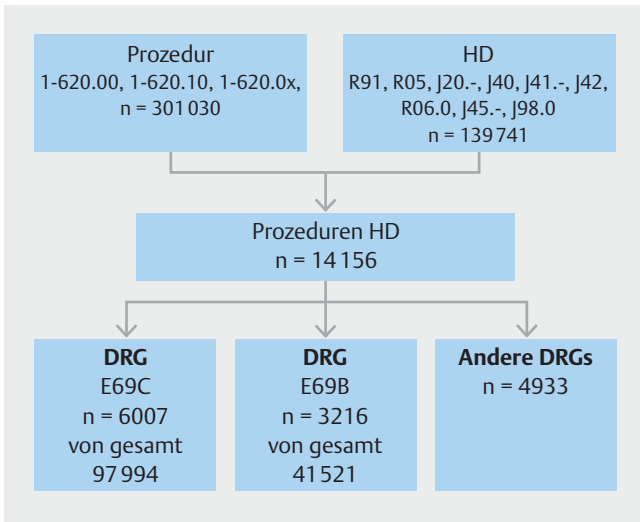 Prozedur
1-620.00, 1-620.10, 1-620.0x,
n = 301 030
HD
R91, R05, J20.-, J40, J41.-, J42,
R06.0, J45.-, J98.0
n = 139 741
Prozeduren HD
n = 14 156
DRG
E69C
n = 6007
von gesamt
97 994
DRG
E69B
n = 3216
von gesamt
41 521
Andere DRGs
n = 4933